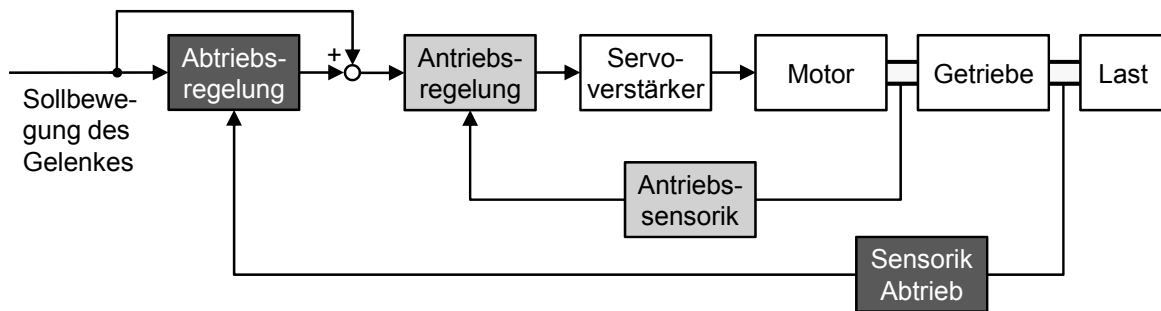 Abtriebs-
regelung
+
Antriebs-
regelung
Servo-
verstärker
Motor
Getriebe
Last
Sollbewe-
gung des
Gelenkes
Antriebs-
sensorik
Sensorik
Abtrieb